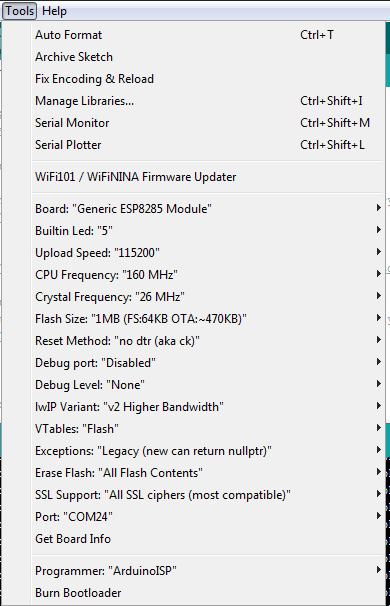 Tools Help
Auto Format Ctrl+T
Archive Sketch
Fix Encoding & Reload
Manage Libraries... Ctrl+Shift+I
Serial Monitor Ctrl+Shift+M
Serial Plotter Ctrl+Shift+L
WiFi101 / WiFiNINA Firmware Updater
Board: "Generic ESP8285 Module"
Builtin Led: "5"
Upload Speed: "115200"
CPU Frequency: "160 MHz"
Crystal Frequency: "26 MHz"
Flash Size: "1MB (FS:64KB OTA:~470KB)"
Reset Method: "no dtr (aka ck)"
Debug port: "Disabled"
Debug Level: "None"
lwIP Variant: "v2 Higher Bandwidth"
VTables: "Flash"
Exceptions: "Legacy (new can return nullptr)"
Erase Flash: "All Flash Contents"
SSL Support: "All SSL ciphers (most compatible)"
Port: "COM24"
Get Board Info
Programmer: "ArduinoISP"
Burn Bootloader